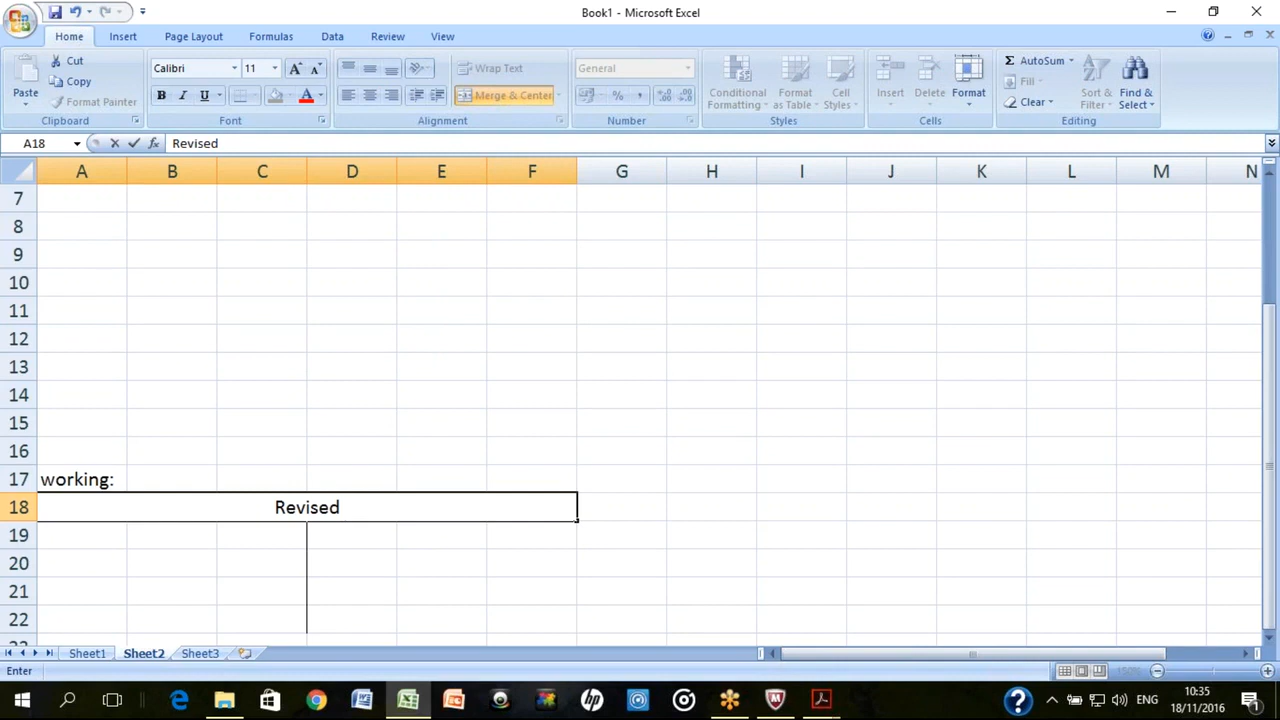 Book1 - Microsoft Excel
Home Insert Page Layout Formulas Data Review View
Paste
Cut
Copy
Format Painter
Clipboard
Calibri 11
B I U
Font
Wrap Text
Merge & Center
Alignment
General
Number
Conditional Formatting
Format as Table
Cell Styles
Styles
Insert Delete Format
Cells
AutoSum
Fill
Clear
Sort & Filter
Find & Select
Editing
A18 fx Revised
A B C D E F G H I J K L M N
7
8
9
10
11
12
13
14
15
16
17 working:
18 Revised
19
20
21
22
Sheet1 Sheet2 Sheet3
Enter
ENG
10:35
18/11/2016